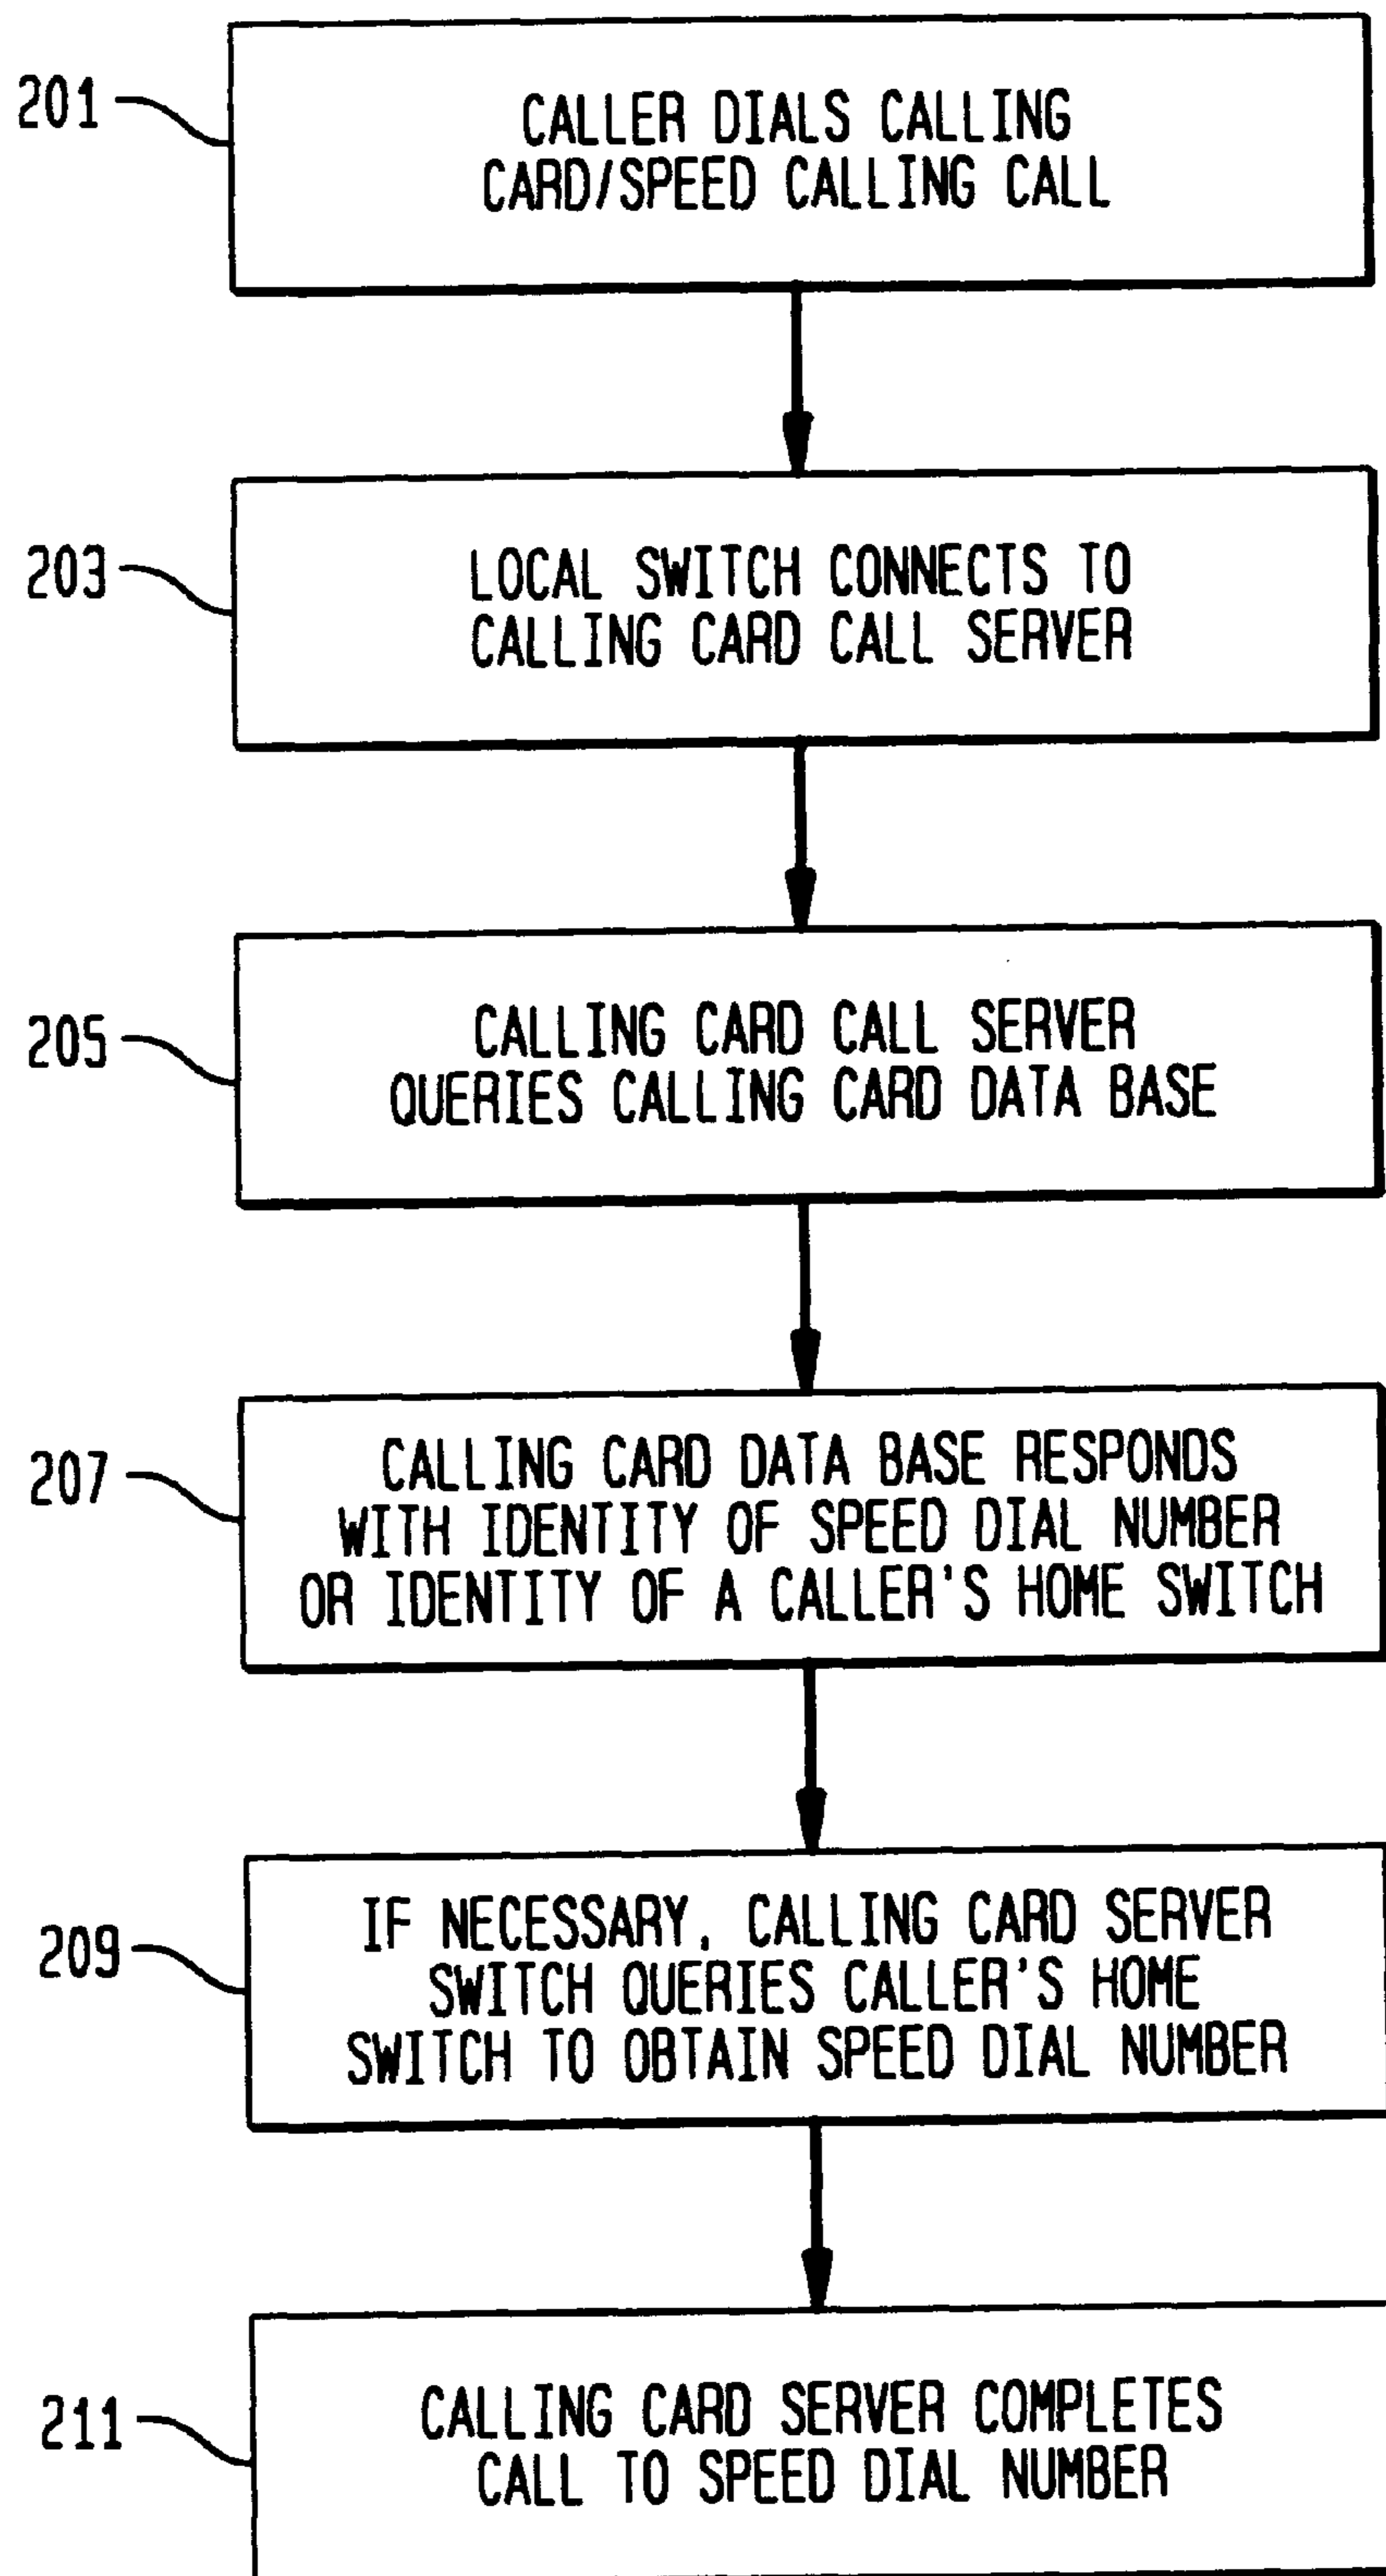 201
CALLER DIALS CALLING
CARD/SPEED CALLING CALL
203
LOCAL SWITCH CONNECTS TO
CALLING CARD CALL SERVER
205
CALLING CARD CALL SERVER
QUERIES CALLING CARD DATA BASE
207
CALLING CARD DATA BASE RESPONDS
WITH IDENTITY OF SPEED DIAL NUMBER
OR IDENTITY OF A CALLER'S HOME SWITCH
209
IF NECESSARY, CALLING CARD SERVER
SWITCH QUERIES CALLER'S HOME
SWITCH TO OBTAIN SPEED DIAL NUMBER
211
CALLING CARD SERVER COMPLETES
CALL TO SPEED DIAL NUMBER